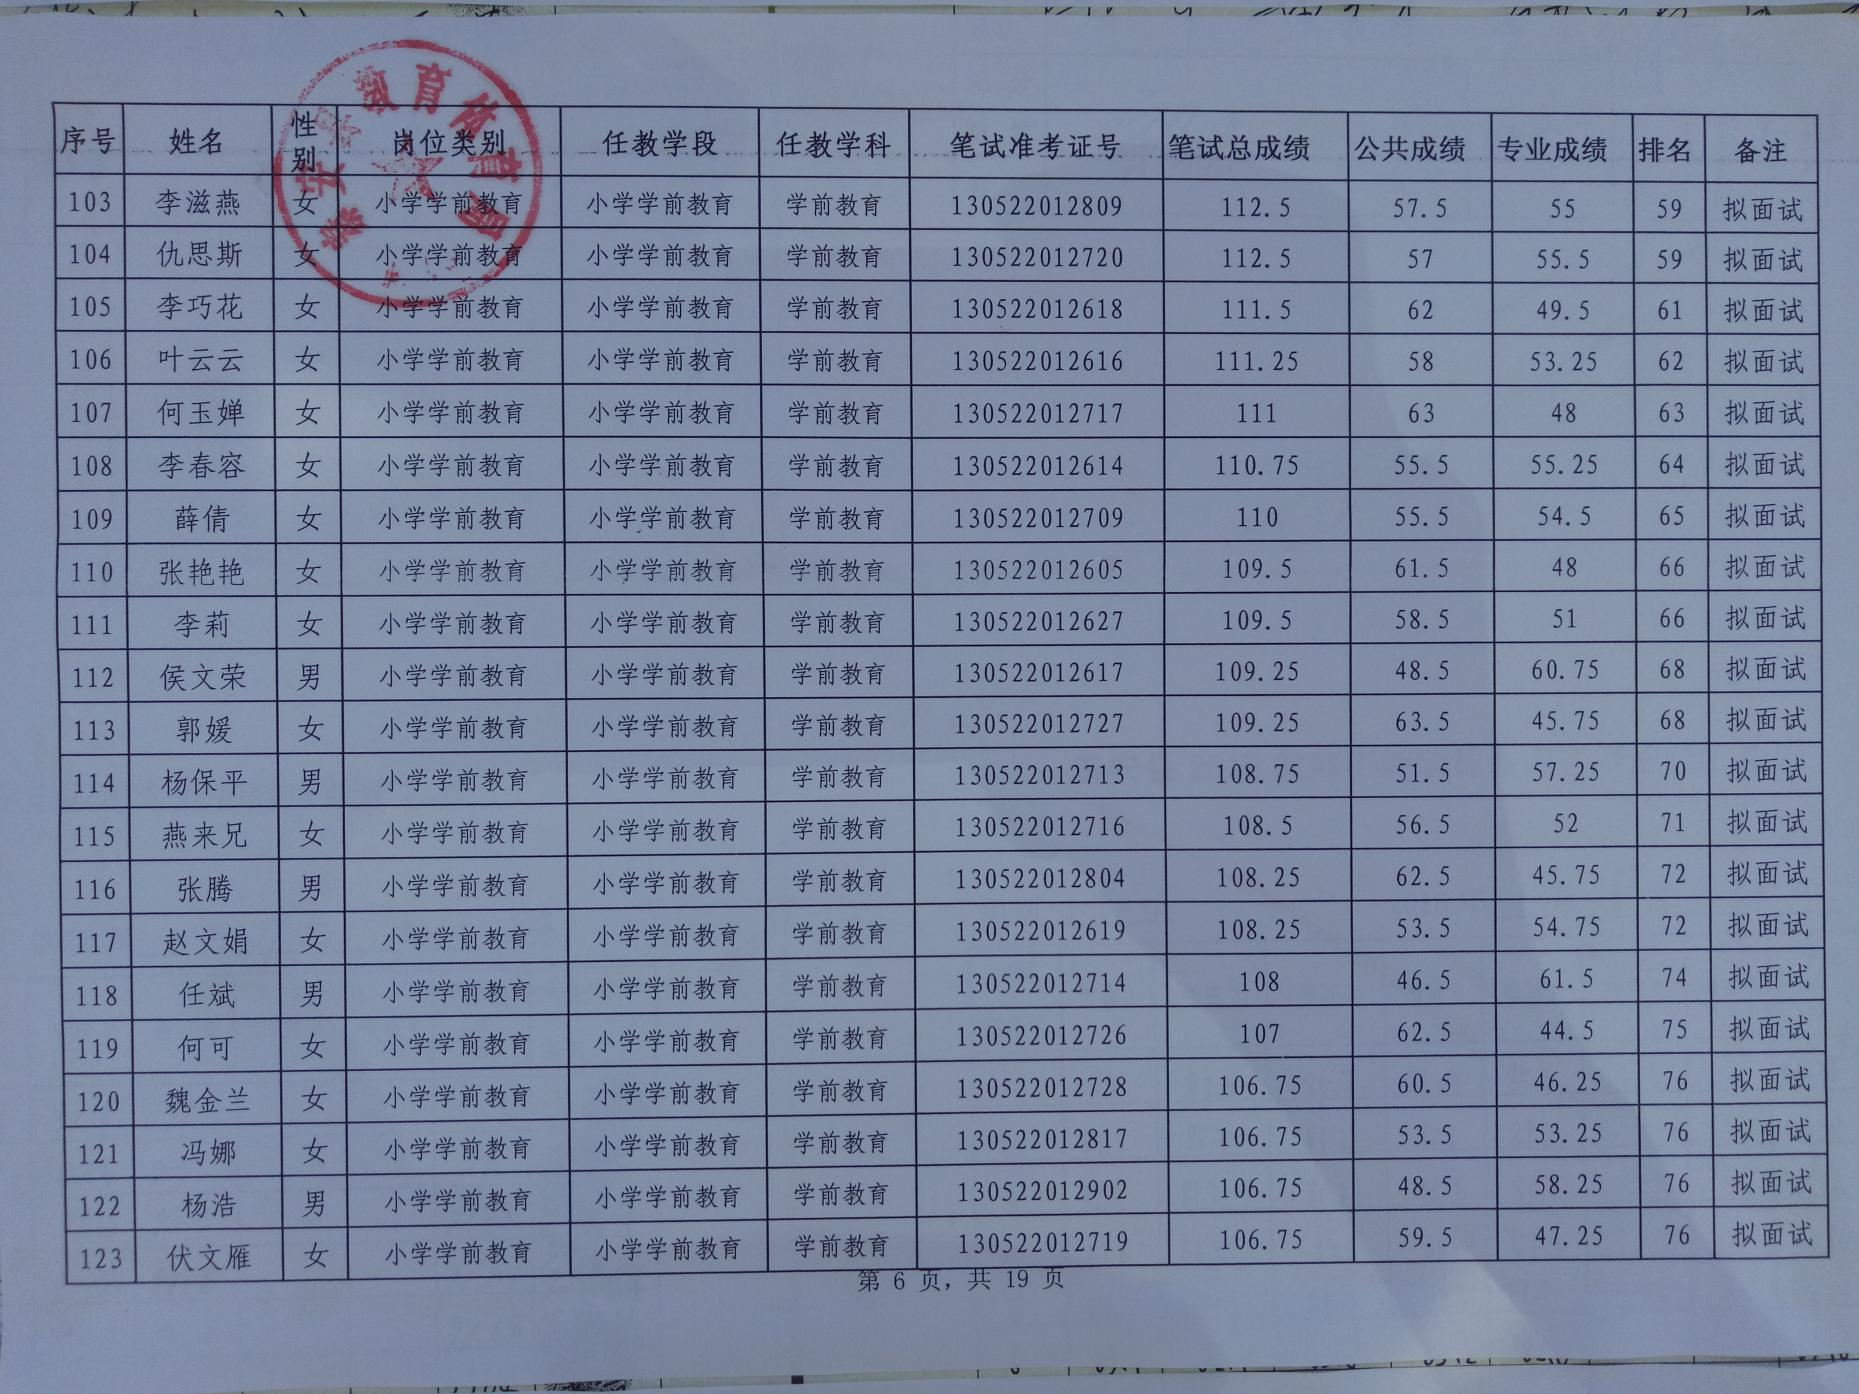 教育体育局
序号 姓名 性别 岗位类别 任教学段 任教学科 笔试准考证号 笔试总成绩 公共成绩 专业成绩 排名 备注
103 李滋燕 女 小学学前教育 小学学前教育 学前教育 130522012809 112.5 57.5 55 59 拟面试
104 仇思斯 女 小学学前教育 小学学前教育 学前教育 130522012720 112.5 57 55.5 59 拟面试
105 李巧花 女 小学学前教育 小学学前教育 学前教育 130522012618 111.5 62 49.5 61 拟面试
106 叶云云 女 小学学前教育 小学学前教育 学前教育 130522012616 111.25 58 53.25 62 拟面试
107 何玉婵 女 小学学前教育 小学学前教育 学前教育 130522012717 111 63 48 63 拟面试
108 李春容 女 小学学前教育 小学学前教育 学前教育 130522012614 110.75 55.5 55.25 64 拟面试
109 薛倩 女 小学学前教育 小学学前教育 学前教育 130522012709 110 55.5 54.5 65 拟面试
110 张艳艳 女 小学学前教育 小学学前教育 学前教育 130522012605 109.5 61.5 48 66 拟面试
111 李莉 女 小学学前教育 小学学前教育 学前教育 130522012627 109.5 58.5 51 66 拟面试
112 侯文荣 男 小学学前教育 小学学前教育 学前教育 130522012617 109.25 48.5 60.75 68 拟面试
113 郭媛 女 小学学前教育 小学学前教育 学前教育 130522012727 109.25 63.5 45.75 68 拟面试
114 杨保平 男 小学学前教育 小学学前教育 学前教育 130522012713 108.75 51.5 57.25 70 拟面试
115 燕来兄 女 小学学前教育 小学学前教育 学前教育 130522012716 108.5 56.5 52 71 拟面试
116 张腾 男 小学学前教育 小学学前教育 学前教育 130522012804 108.25 62.5 45.75 72 拟面试
117 赵文娟 女 小学学前教育 小学学前教育 学前教育 130522012619 108.25 53.5 54.75 72 拟面试
118 任斌 男 小学学前教育 小学学前教育 学前教育 130522012714 108 46.5 61.5 74 拟面试
119 何可 女 小学学前教育 小学学前教育 学前教育 130522012726 107 62.5 44.5 75 拟面试
120 魏金兰 女 小学学前教育 小学学前教育 学前教育 130522012728 106.75 60.5 46.25 76 拟面试
121 冯娜 女 小学学前教育 小学学前教育 学前教育 130522012817 106.75 53.5 53.25 76 拟面试
122 杨浩 男 小学学前教育 小学学前教育 学前教育 130522012902 106.75 48.5 58.25 76 拟面试
123 伏文雁 女 小学学前教育 小学学前教育 学前教育 130522012719 106.75 59.5 47.25 76 拟面试
第 6 页，共 19 页